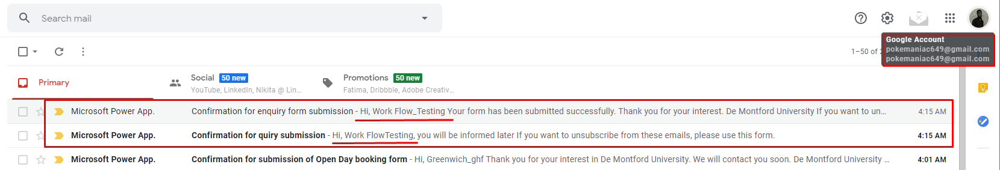 Search mail
Google Account
pokemaniac649@gmail.com
pokemaniac649@gmail.com
1–50 of
Primary
Social 50 new
YouTube, LinkedIn, Nikita @ Lin…
Promotions 50 new
Fatima, Dribbble, Adobe Creativ…
Microsoft Power App. Confirmation for enquiry form submission - Hi, Work Flow_Testing Your form has been submitted successfully. Thank you for your interest. De Montford University If you want to un… 4:15 AM
Microsoft Power App. Confirmation for quiry submission - Hi, Work FlowTesting, you will be informed later If you want to unsubscribe from these emails, please use this form. 4:15 AM
Microsoft Power App. Confirmation for submission of Open Day booking form - Hi, Greenwich_ghf Thank you for your interest in De Montford University. We will contact you soon. De Montford University … 4:01 AM